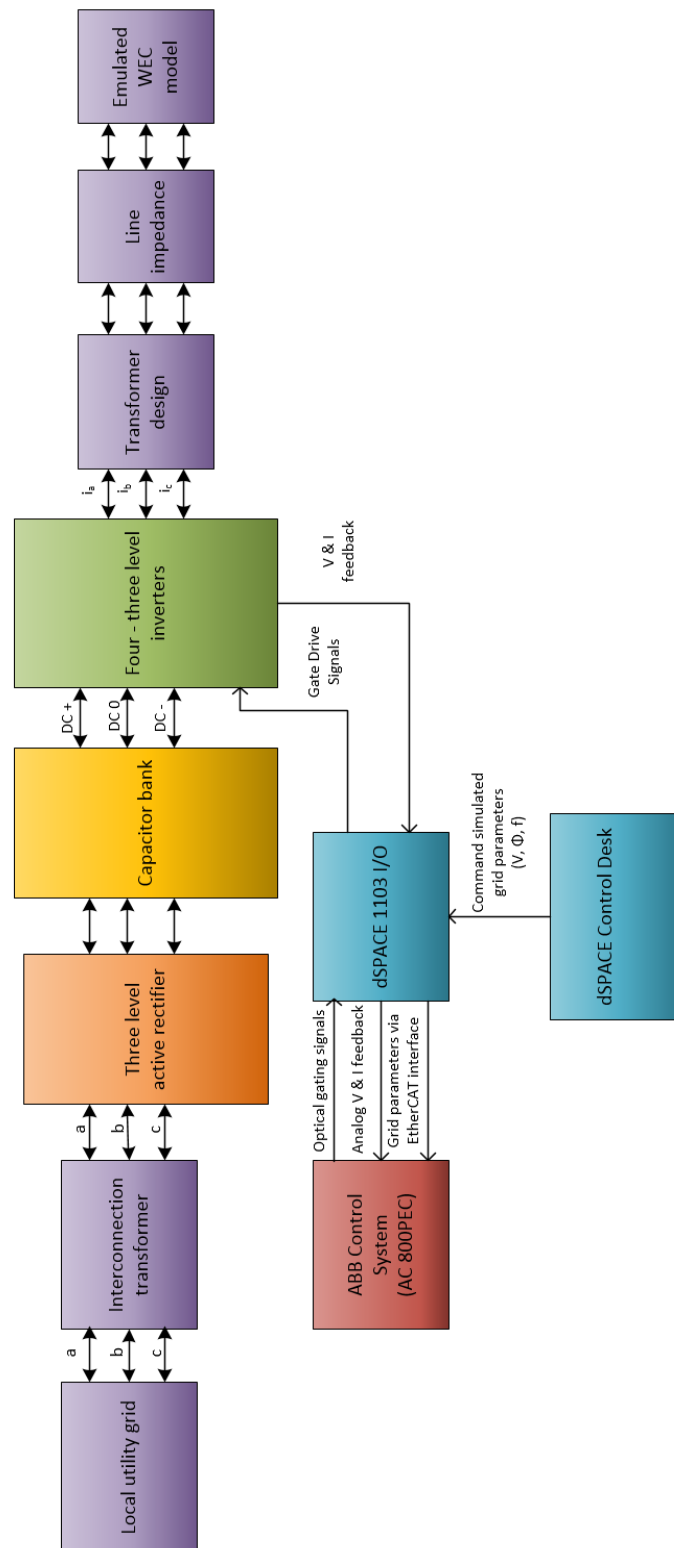 Local utility grid
a
b
c
Interconnection
transformer
a
b
c
Three level
active rectifier
Capacitor bank
DC +
DC 0
DC -
Four - three level
inverters
iₐ
i_b
i_c
Transformer
design
Line
impedance
Emulated
WEC
model
ABB Control
System
(AC 800PEC)
Optical gating signals
Analog V & I feedback
Grid parameters via
EtherCAT interface
dSPACE 1103 I/O
Gate Drive
Signals
V & I
feedback
Command simulated
grid parameters
(V, Φ, f)
dSPACE Control Desk